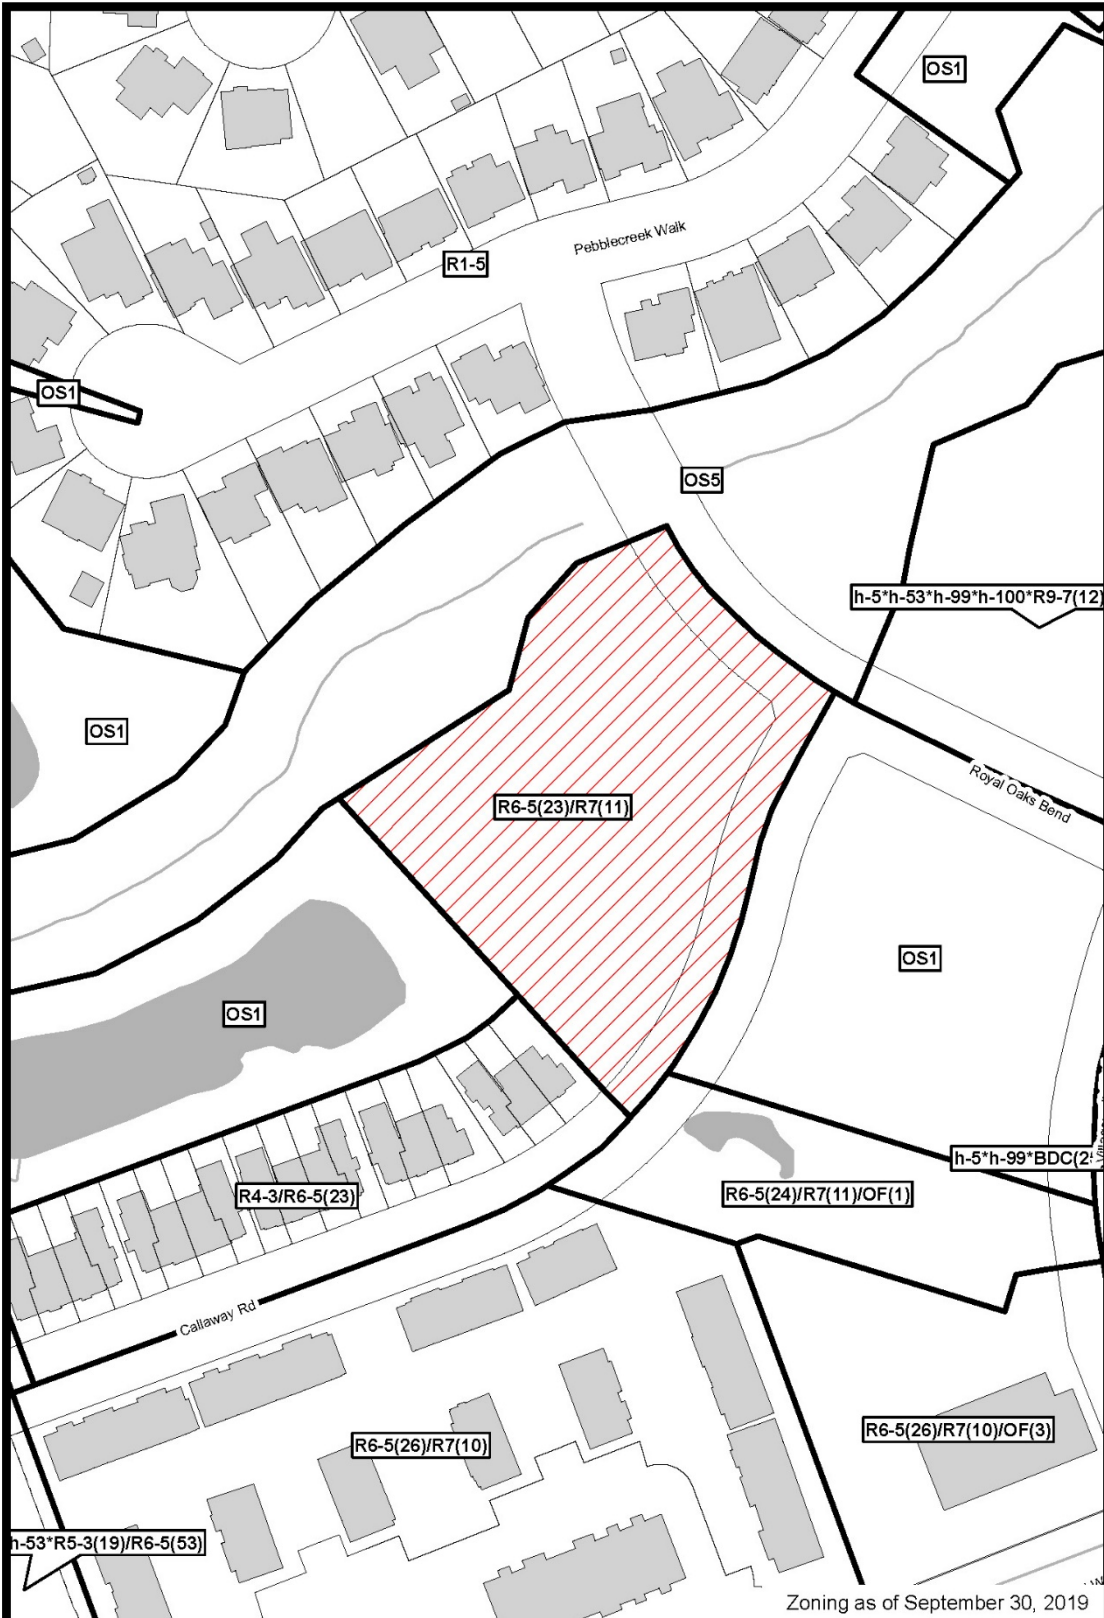 OS1
Pebblecreek Walk
R1-5
OS1
OS5
h-5*h-53*h-99*h-100*R9-7(12)
OS1
Royal Oaks Bend
R6-5(23)/R7(11)
OS1
OS1
h-5*h-99*BDC(2
R6-5(24)/R7(11)/OF(1)
R4-3/R6-5(23)
Callaway Rd
R6-5(26)/R7(10)/OF(3)
R6-5(26)/R7(10)
h-53*R5-3(19)/R6-5(53)
Zoning as of September 30, 2019